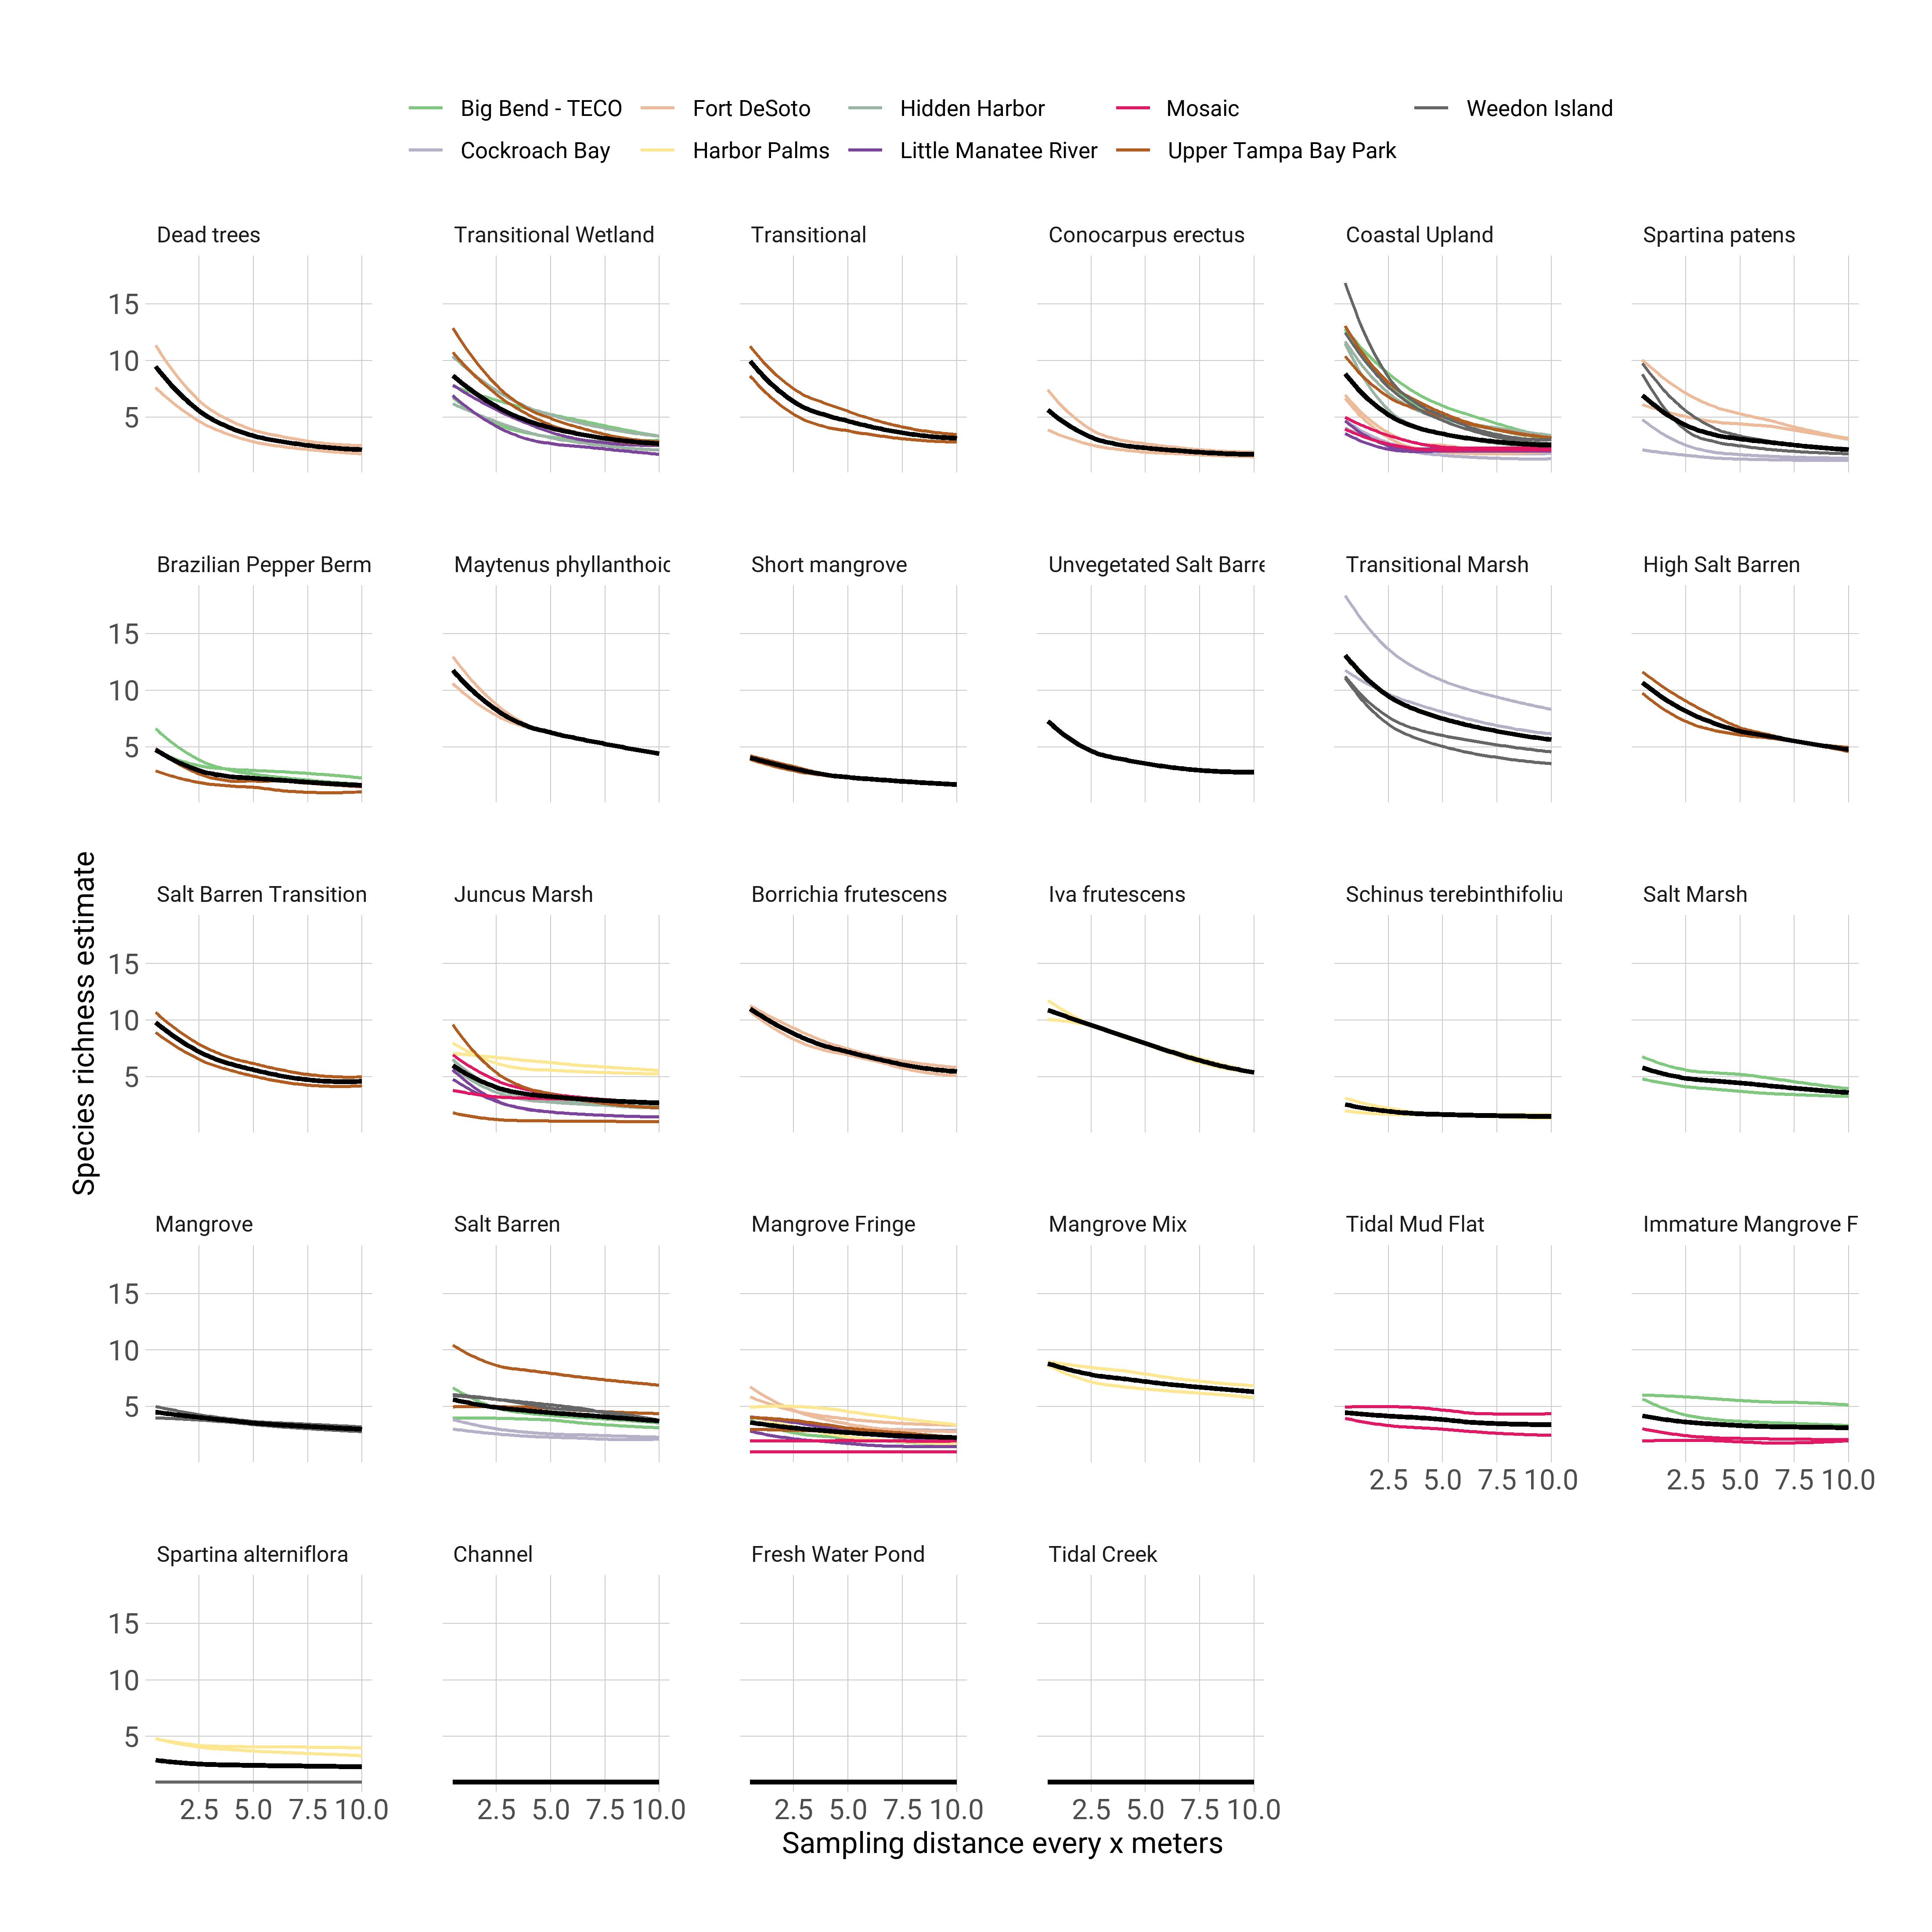 Big Bend - TECO Fort DeSoto Hidden Harbor Mosaic Weedon Island
Cockroach Bay Harbor Palms Little Manatee River Upper Tampa Bay Park
Dead trees Transitional Wetland Transitional Conocarpus erectus Coastal Upland Spartina patens
15
10
5
Brazilian Pepper Berm Maytenus phyllanthoic Short mangrove Unvegetated Salt Barre Transitional Marsh High Salt Barren
15
10
5
Species richness estimate
Salt Barren Transition Juncus Marsh Borrichia frutescens Iva frutescens Schinus terebinthifoliu Salt Marsh
15
10
5
Mangrove Salt Barren Mangrove Fringe Mangrove Mix Tidal Mud Flat Immature Mangrove F
15
10
5
2.5 5.0 7.5 10.0 2.5 5.0 7.5 10.0
Spartina alterniflora Channel Fresh Water Pond Tidal Creek
15
10
5
2.5 5.0 7.5 10.0 2.5 5.0 7.5 10.0 2.5 5.0 7.5 10.0 2.5 5.0 7.5 10.0
Sampling distance every x meters